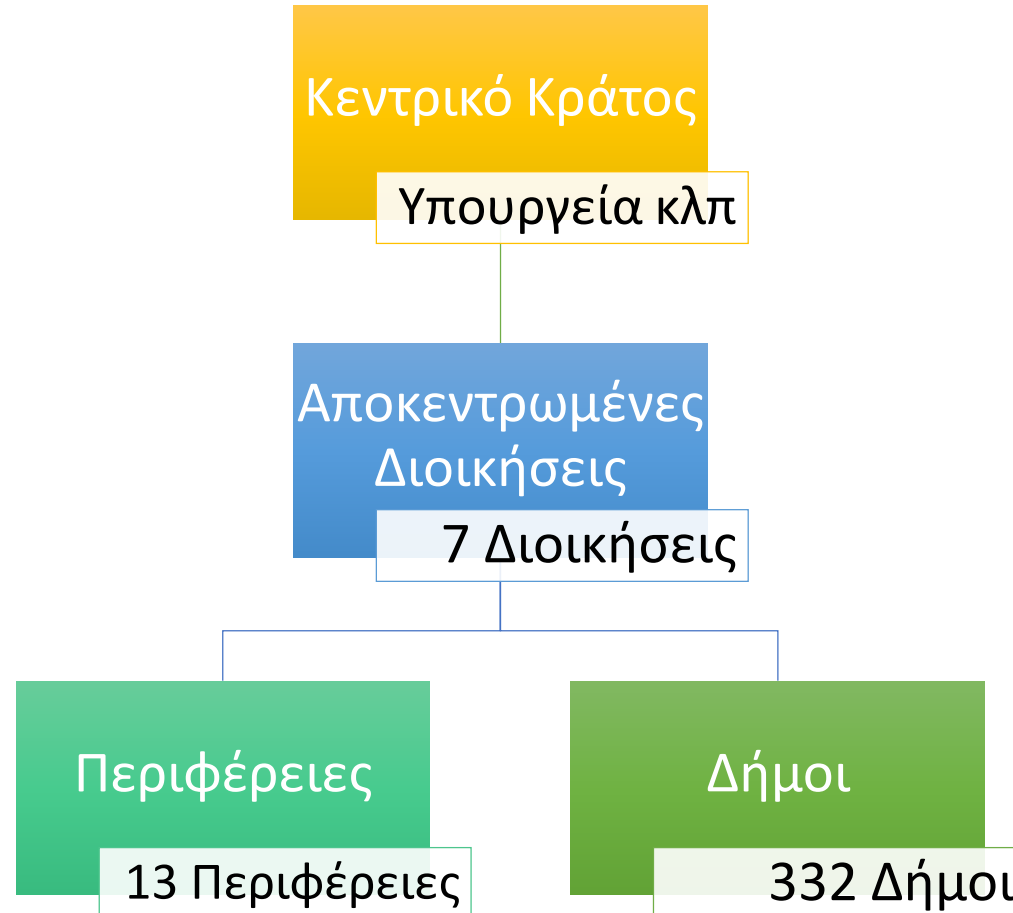 Κεντρικό Κράτος
Υπουργεία κλπ
Αποκεντρωμένες
Διοικήσεις
7 Διοικήσεις
Περιφέρειες
13 Περιφέρειες
Δήμοι
332 Δήμοι